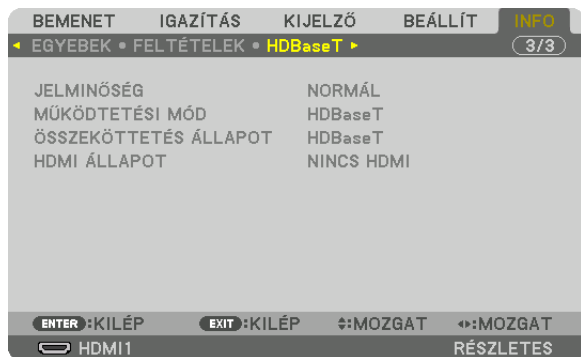 BEMENET IGAZÍTÁS KIJELZŐ BEÁLLÍT INFO
◂ EGYEBEK • FELTÉTELEK • HDBaseT ▸ 3/3
JELMINŐSÉG NORMÁL
MŰKÖDTETÉSI MÓD HDBaseT
ÖSSZEKÖTTETÉS ÁLLAPOT HDBaseT
HDMI ÁLLAPOT NINCS HDMI
ENTER :KILÉP EXIT :KILÉP ♦:MOZGAT ◂▸:MOZGAT
HDMI1 RÉSZLETES